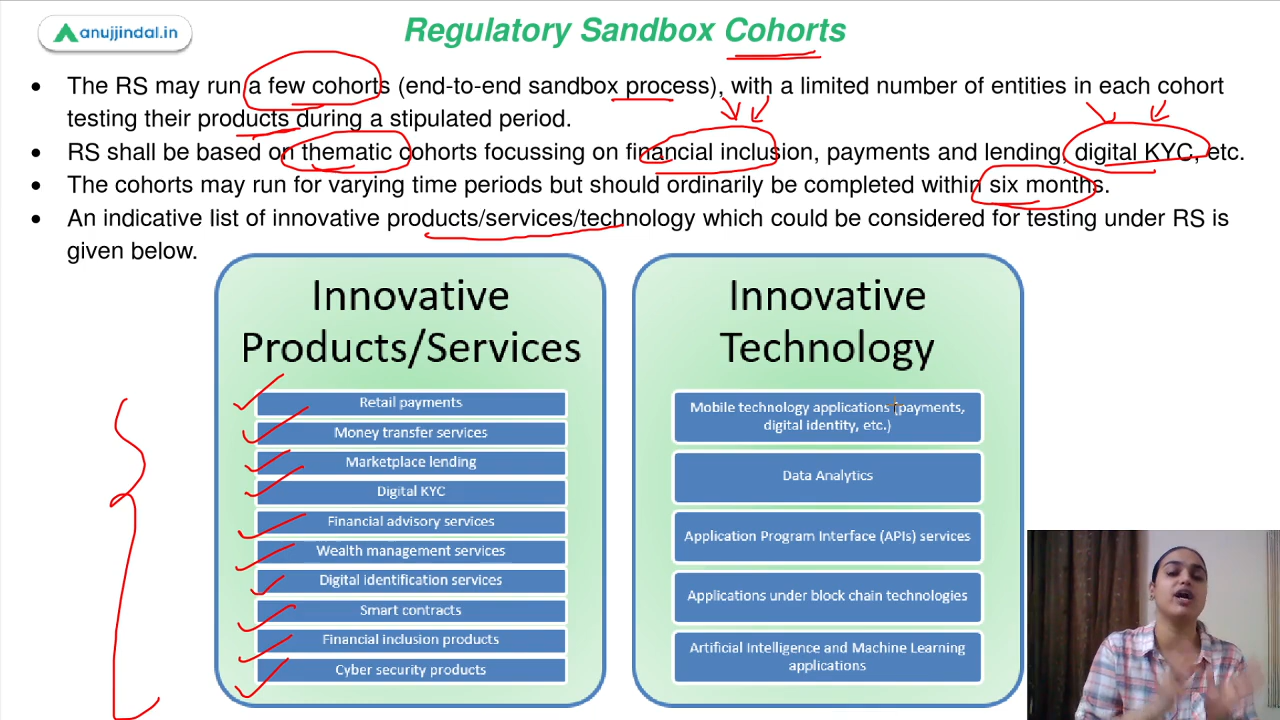 anujjindal.in
Regulatory Sandbox Cohorts
The RS may run a few cohorts (end-to-end sandbox process), with a limited number of entities in each cohort
testing their products during a stipulated period.
RS shall be based on thematic cohorts focussing on financial inclusion, payments and lending, digital KYC, etc.
The cohorts may run for varying time periods but should ordinarily be completed within six months.
An indicative list of innovative products/services/technology which could be considered for testing under RS is
given below.
Innovative
Products/Services
Retail payments
Money transfer services
Marketplace lending
Digital KYC
Financial advisory services
Wealth management services
Digital identification services
Smart contracts
Financial inclusion products
Cyber security products
Innovative
Technology
Mobile technology applications (payments,
digital identity, etc.)
Data Analytics
Application Program Interface (APIs) services
Applications under block chain technologies
Artificial Intelligence and Machine Learning
applications